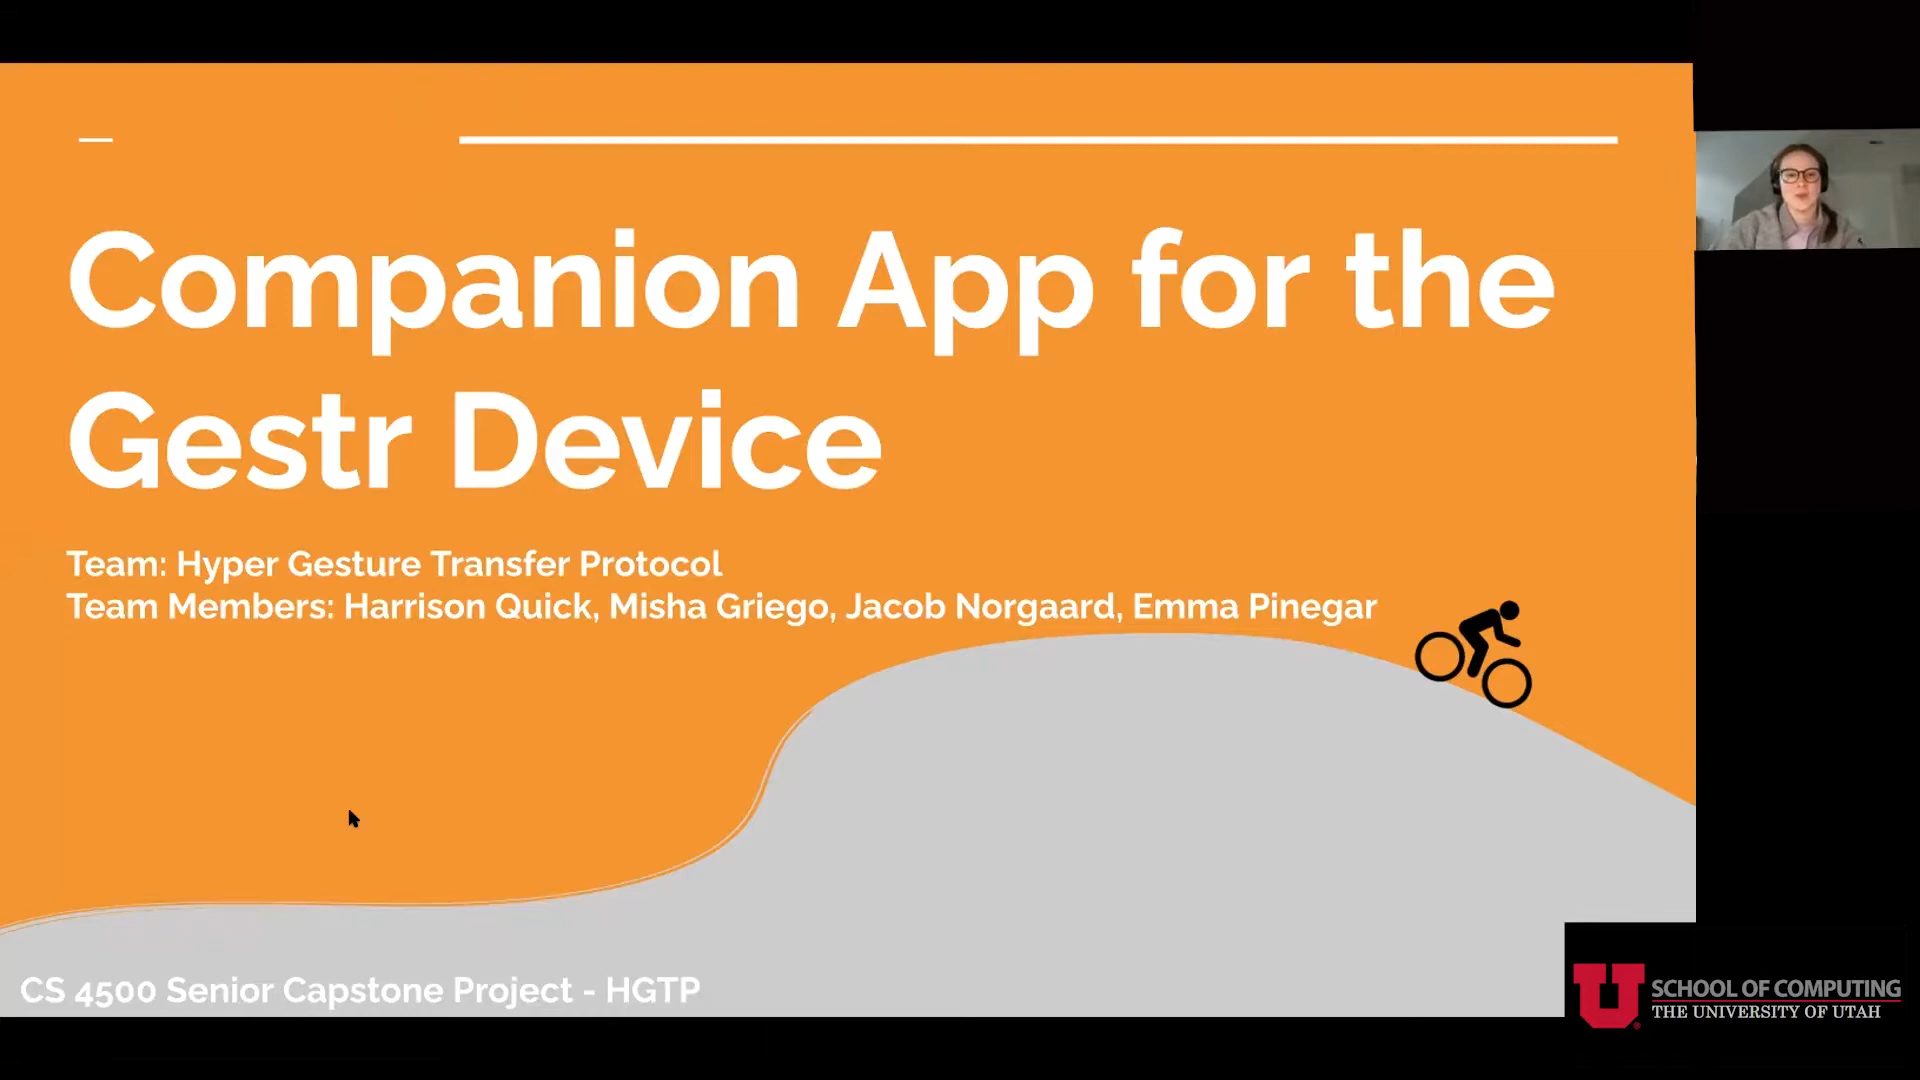 Companion App for the
Gestr Device
Team: Hyper Gesture Transfer Protocol
Team Members: Harrison Quick, Misha Griego, Jacob Norgaard, Emma Pinegar
CS 4500 Senior Capstone Project - HGTP
U SCHOOL OF COMPUTING
THE UNIVERSITY OF UTAH